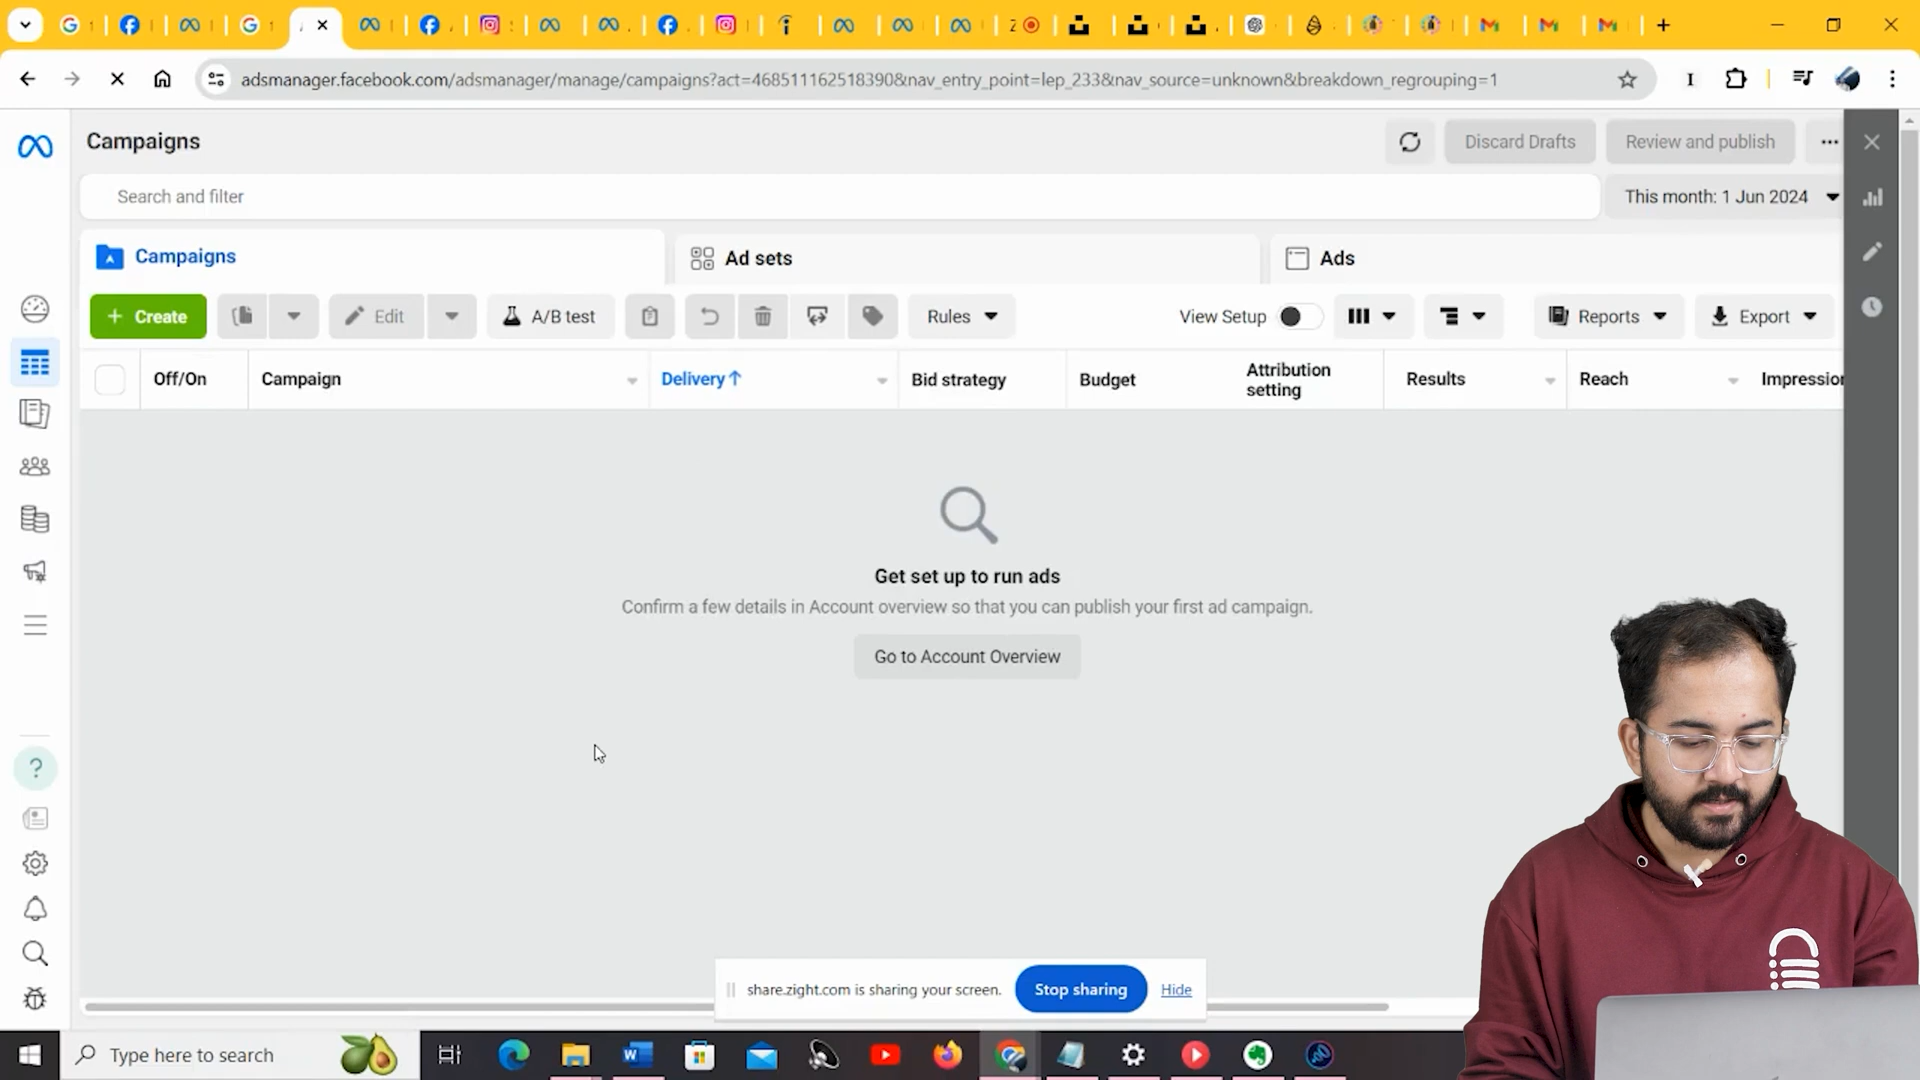 adsmanager.facebook.com/adsmanager/manage/campaigns?act=468511162518390&nav_entry_point=lep_233&nav_source=unknown&breakdown_regrouping=1
Campaigns
Discard Drafts
Review and publish
Search and filter
This month: 1 Jun 2024
Campaigns
Ad sets
Ads
+ Create
Edit
A/B test
Rules
View Setup
Reports
Export
Off/On
Campaign
Delivery ↑
Bid strategy
Budget
Attribution
setting
Results
Reach
Impression
Get set up to run ads
Confirm a few details in Account overview so that you can publish your first ad campaign.
Go to Account Overview
share.zight.com is sharing your screen.
Stop sharing
Hide
Type here to search